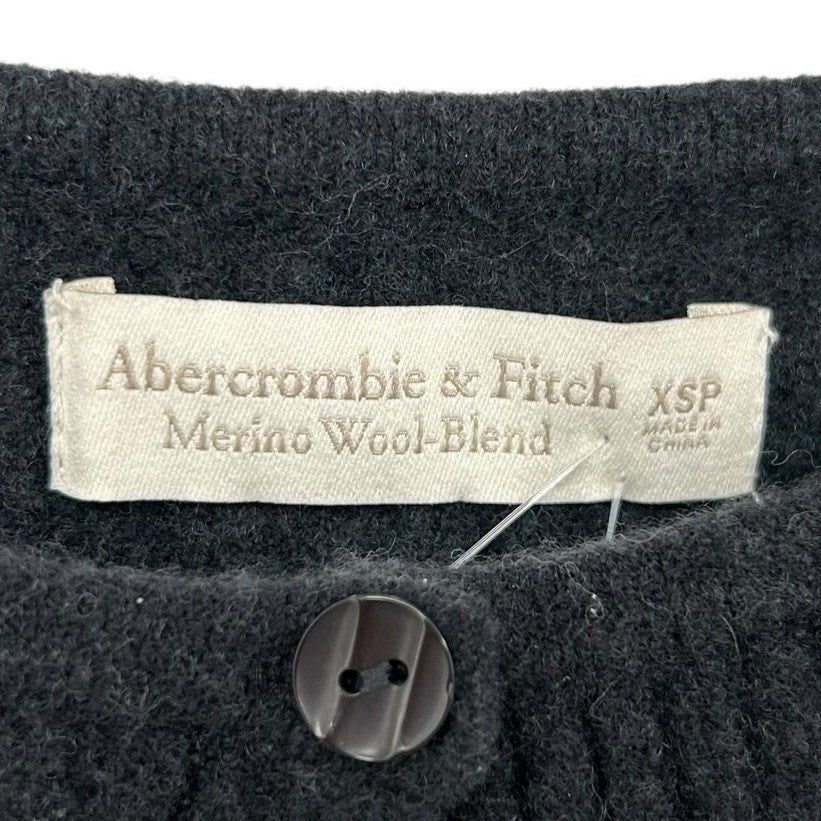 Abercrombie & Fitch
Merino Wool-Blend
XSP
MADE IN
CHINA